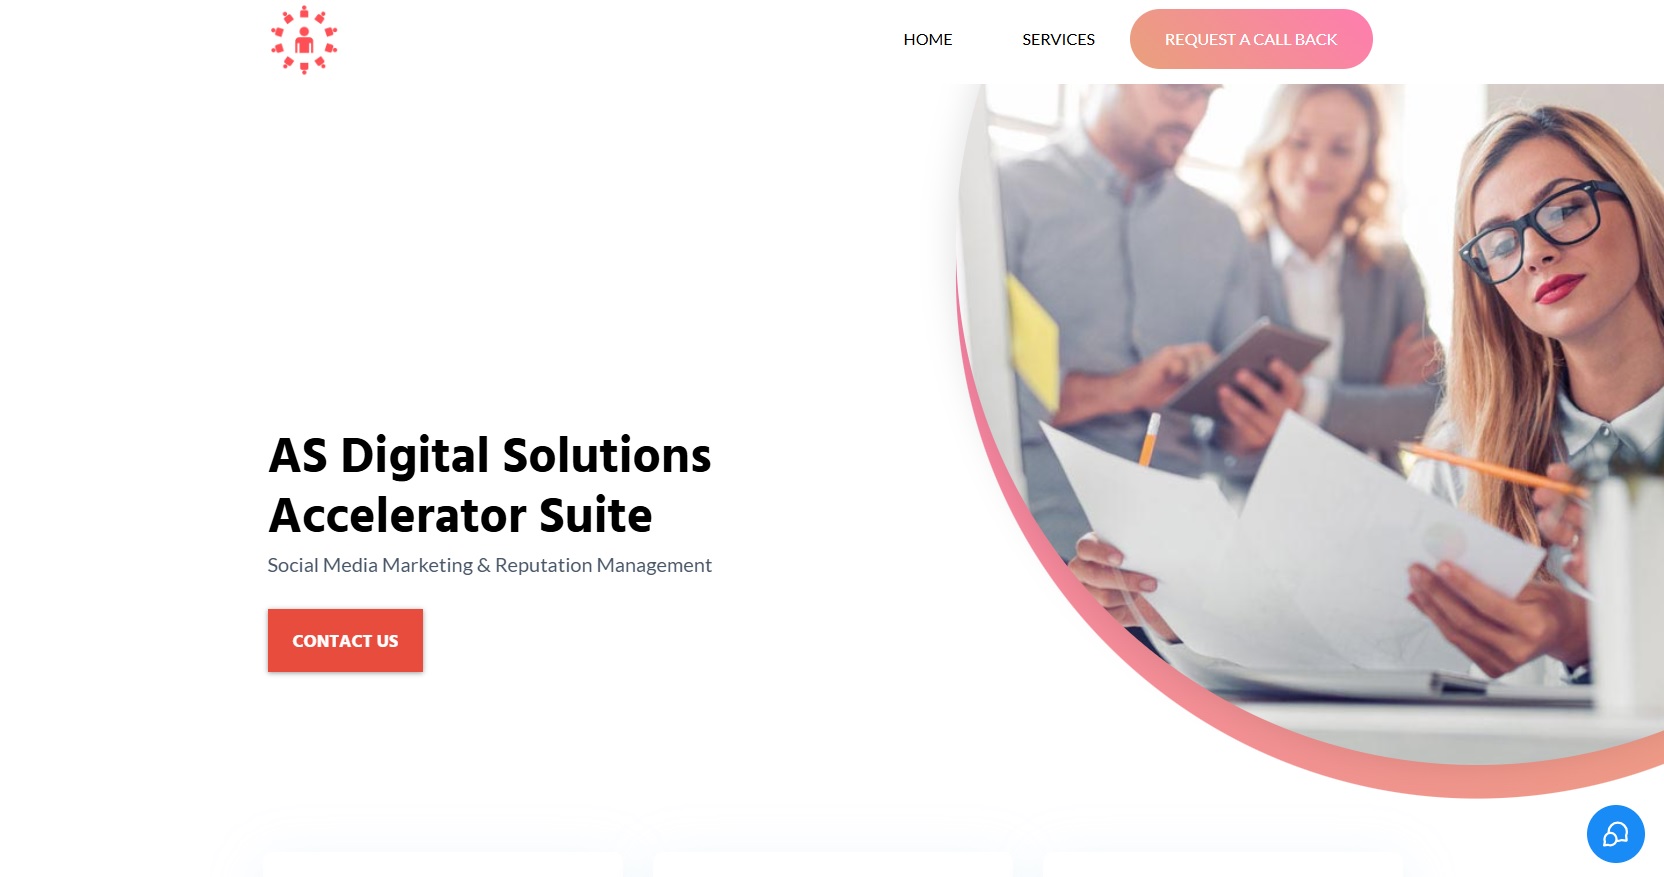 HOME
SERVICES
REQUEST A CALL BACK
AS Digital Solutions
Accelerator Suite
Social Media Marketing & Reputation Management
CONTACT US